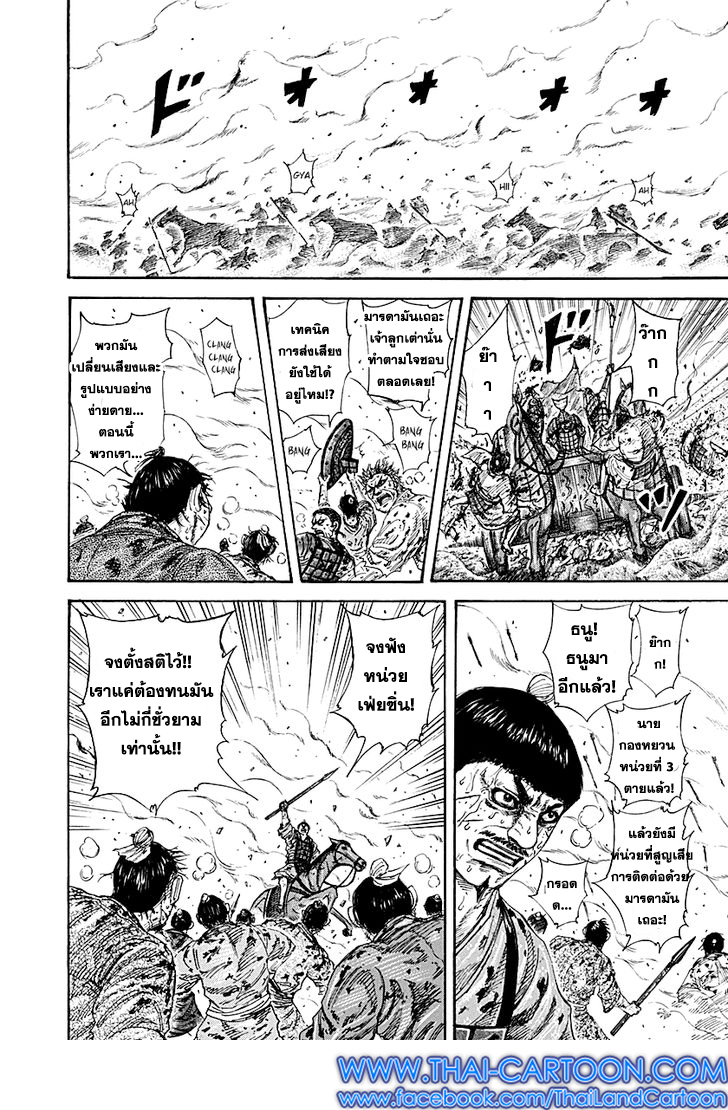 ド
オ
オ
オ
オ
AH
GYA
HII
AH
ว๊าก
ก
ก
ย๊า
า
า
ド
ドッ
มารดามันเถอะ
เจ้าลูกเต่านั่น
ทำตามใจชอบ
ตลอดเลย!
เทคนิค
การส่งเสียง
ยังใช้ได้
อยู่ไหม!?
BANG
BANG
BANG
CLANG
CLANG
CLANG
CLANG
พวกมัน
เปลี่ยนเสียงและ
รูปแบบอย่าง
ง่ายดาย...
ตอนนี้
พวกเรา...
ย๊าก
ก!
ธนู!
ธนูมา
อีกแล้ว!
นาย
กองหยวน
หน่วยที่ 3
ตายแล้ว!
แล้วยังมี
หน่วยที่สูญเสีย
การติดต่อด้วย
มารดามัน
เถอะ!
กรอด
ด...
จงฟัง
หน่วย
เฟ่ยซิ่น!
จงตั้งสติไว้!!
เราแค่ต้องทนมัน
อีกไม่กี่ชั่วยาม
เท่านั้น!!
WWW.THAI-CARTOON.COM
www.facebook.com/ThaiLandCartoon